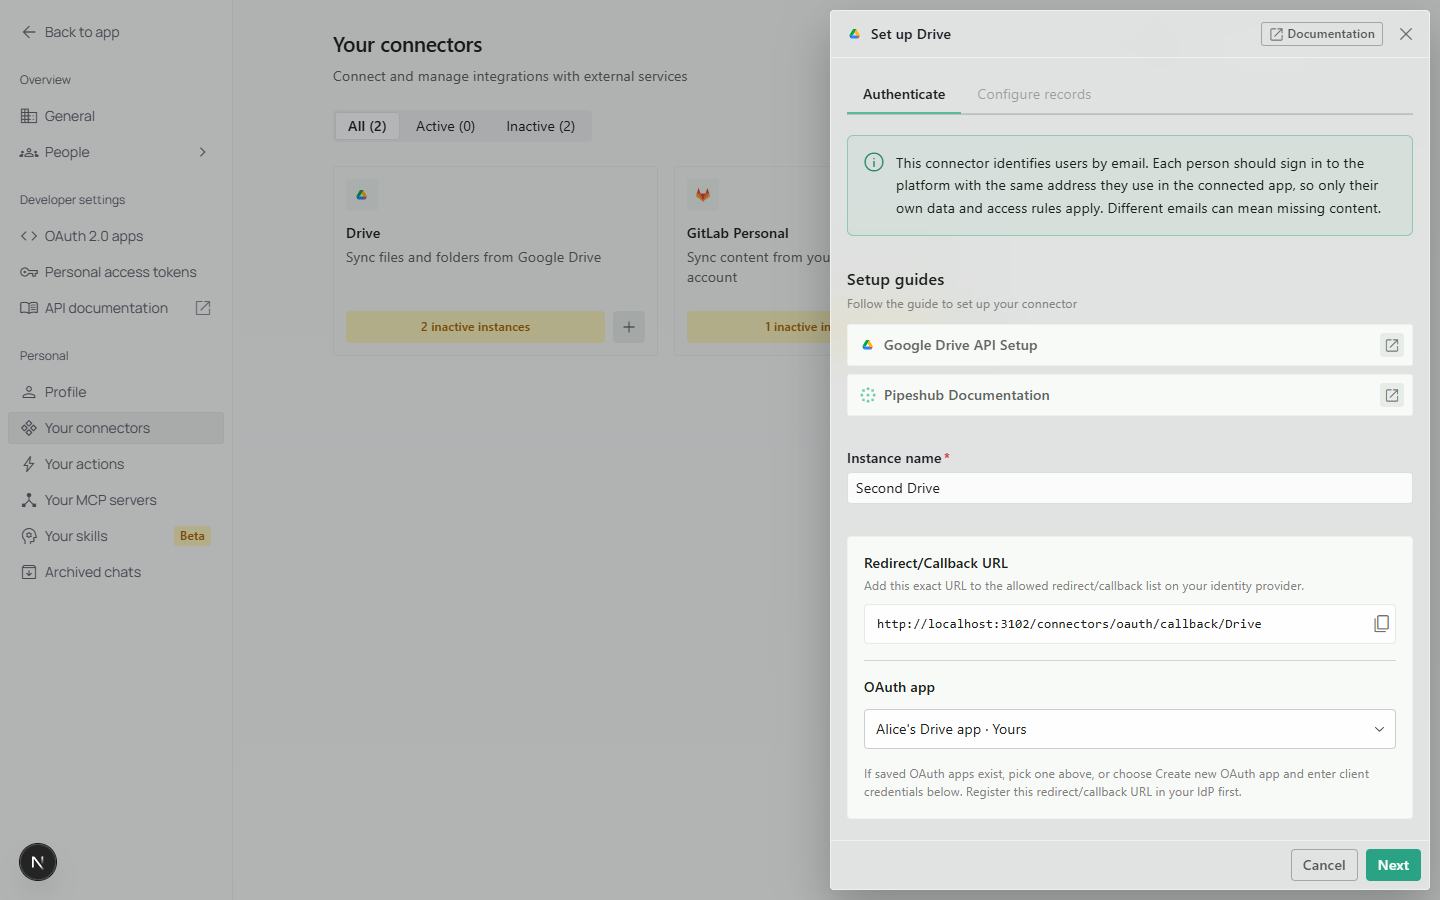 Back to app
Overview
General
People
Developer settings
OAuth 2.0 apps
Personal access tokens
API documentation
Personal
Profile
Your connectors
Your actions
Your MCP servers
Your skills
Beta
Archived chats
N
Your connectors
Connect and manage integrations with external services
All (2)
Active (0)
Inactive (2)
Drive
Sync files and folders from Google Drive
2 inactive instances
GitLab Personal
Sync content from you
account
1 inactive in
Set up Drive
Documentation
Authenticate
Configure records
This connector identifies users by email. Each person should sign in to the
platform with the same address they use in the connected app, so only their
own data and access rules apply. Different emails can mean missing content.
Setup guides
Follow the guide to set up your connector
Google Drive API Setup
Pipeshub Documentation
Instance name*
Second Drive
Redirect/Callback URL
Add this exact URL to the allowed redirect/callback list on your identity provider.
http://localhost:3102/connectors/oauth/callback/Drive
OAuth app
Alice's Drive app · Yours
If saved OAuth apps exist, pick one above, or choose Create new OAuth app and enter client
credentials below. Register this redirect/callback URL in your IdP first.
Cancel
Next